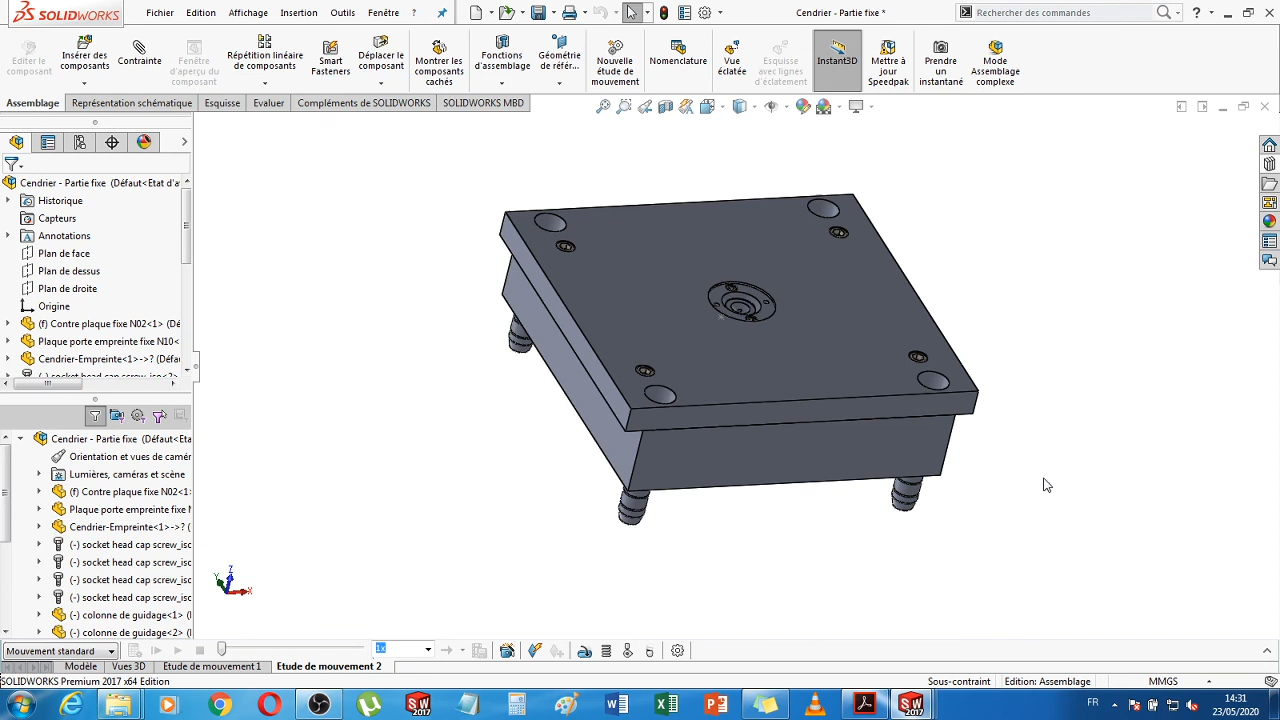 SOLIDWORKS
Fichier Edition Affichage Insertion Outils Fenêtre ?
Cendrier - Partie fixe *
Rechercher des commandes
Editer le composant
Insérer des composants
Contrainte
Fenêtre d'aperçu du composant
Répétition linéaire de composants
Smart Fasteners
Déplacer le composant
Montrer les composants cachés
Fonctions d'assemblage
Géométrie de référ...
Nouvelle étude de mouvement
Nomenclature
Vue éclatée
Esquisse avec lignes d'éclatement
Instant3D
Mettre à jour Speedpak
Prendre un instantané
Mode Assemblage complexe
Assemblage Représentation schématique Esquisse Evaluer Compléments de SOLIDWORKS SOLIDWORKS MBD
Cendrier - Partie fixe (Défaut<Etat d'a
Historique
Capteurs
Annotations
Plan de face
Plan de dessus
Plan de droite
Origine
(f) Contre plaque fixe N02<1> (Dé
Plaque porte empreinte fixe N10<
Cendrier-Empreinte<1>->? (Défau
(-) socket head cap screw_iso<2>
Cendrier - Partie fixe (Défaut<Eta
Orientation et vues de camér
Lumières, caméras et scène
(f) Contre plaque fixe N02<1
Plaque porte empreinte fixe
Cendrier-Empreinte<1>->? (
(-) socket head cap screw_isc
(-) socket head cap screw_isc
(-) socket head cap screw_isc
(-) socket head cap screw_isc
(-) colonne de guidage<1> (
(-) colonne de guidage<2> (
Y Z X
Mouvement standard 1x
Modèle Vues 3D Etude de mouvement 1 Etude de mouvement 2
SOLIDWORKS Premium 2017 x64 Edition Sous-contraint Edition: Assemblage MMGS
FR 14:31
23/05/2020